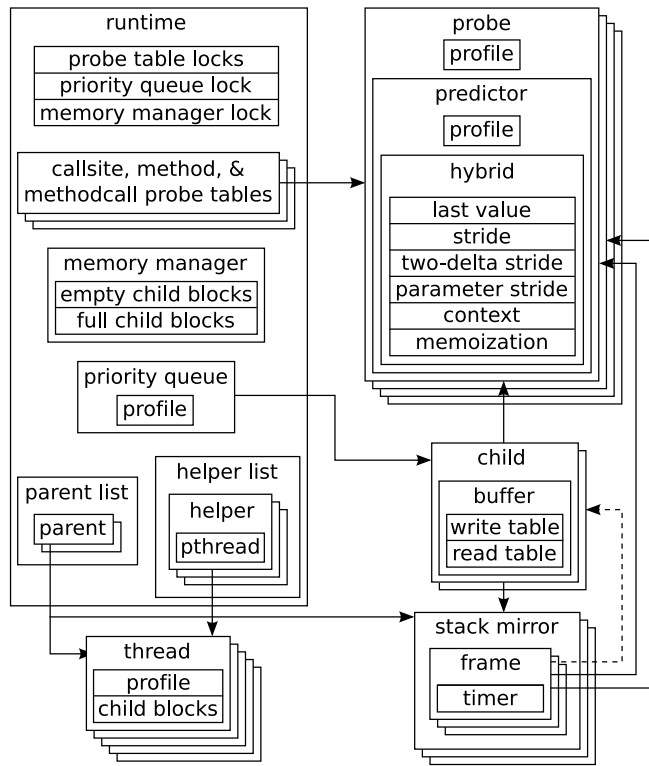 runtime
probe table locks
priority queue lock
memory manager lock
callsite, method, &
methodcall probe tables
memory manager
empty child blocks
full child blocks
priority queue
profile
parent list
parent
helper list
helper
pthread
thread
profile
child blocks
probe
profile
predictor
profile
hybrid
last value
stride
two-delta stride
parameter stride
context
memoization
child
buffer
write table
read table
stack mirror
frame
timer